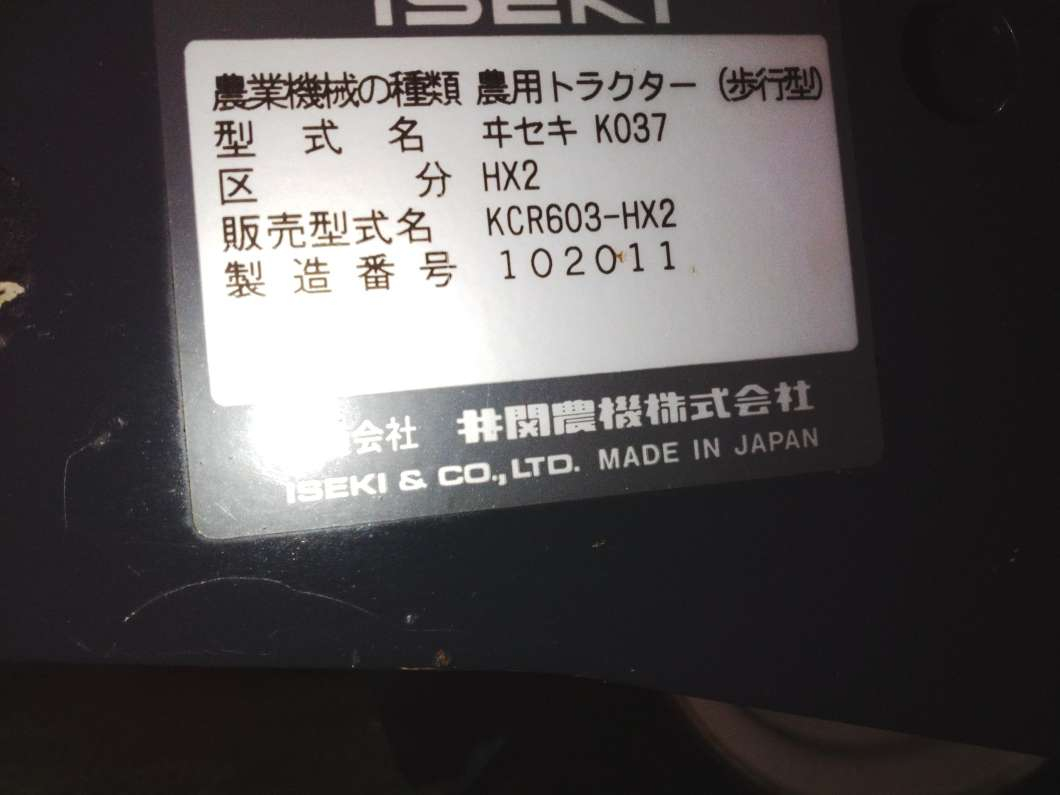 ISEKI
農業機械の種類 農用トラクター (歩行型)
型式名 ヰセキ K037
区分 HX2
販売型式名 KCR603-HX2
製造番号 102011
会社 井関農機株式会社
ISEKI & CO.,LTD. MADE IN JAPAN